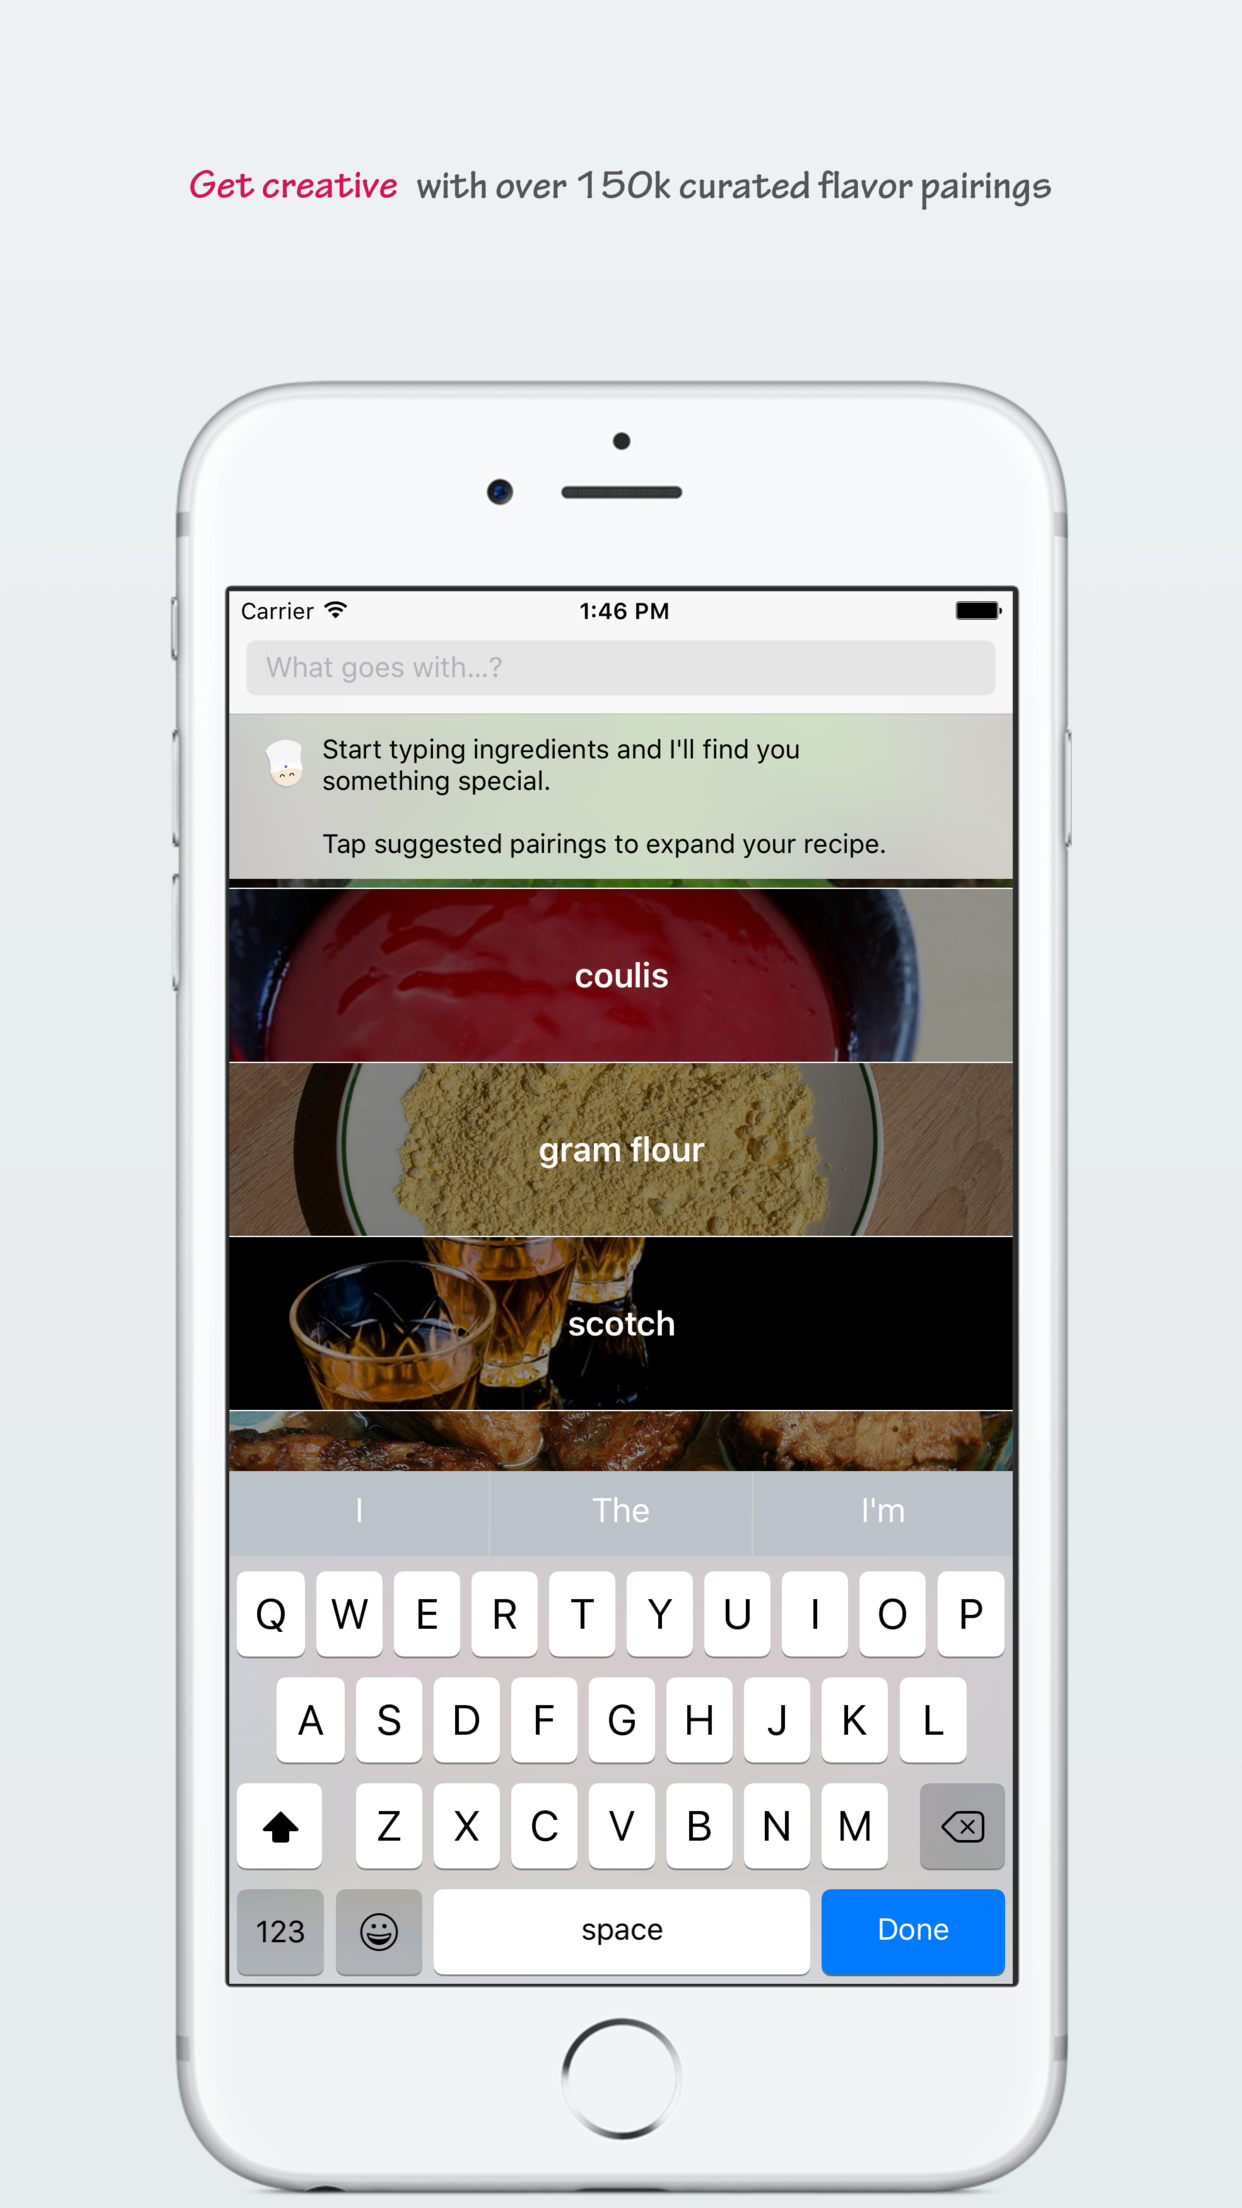 Get creative with over 150k curated flavor pairings
Carrier 1:46 PM
What goes with...?
Start typing ingredients and I'll find you
something special.
Tap suggested pairings to expand your recipe.
coulis
gram flour
scotch
I The I'm
Q W E R T Y U I O P
A S D F G H J K L
Z X C V B N M
123 space Done